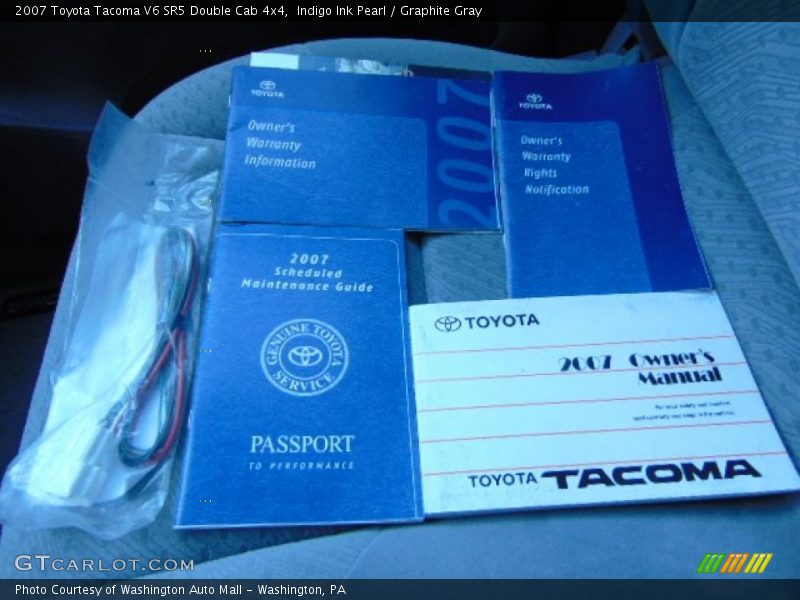 2007 Toyota Tacoma V6 SR5 Double Cab 4x4,  Indigo Ink Pearl / Graphite Gray
TOYOTA
Owner's
Warranty
Information
2007
TOYOTA
Owner's
Warranty
Rights
Notification
2007
Scheduled
Maintenance Guide
GENUINE TOYOTA
SERVICE
PASSPORT
TO PERFORMANCE
TOYOTA
2007 Owner's
Manual
TOYOTA TACOMA
GTCARLOT.COM
Photo Courtesy of Washington Auto Mall - Washington, PA